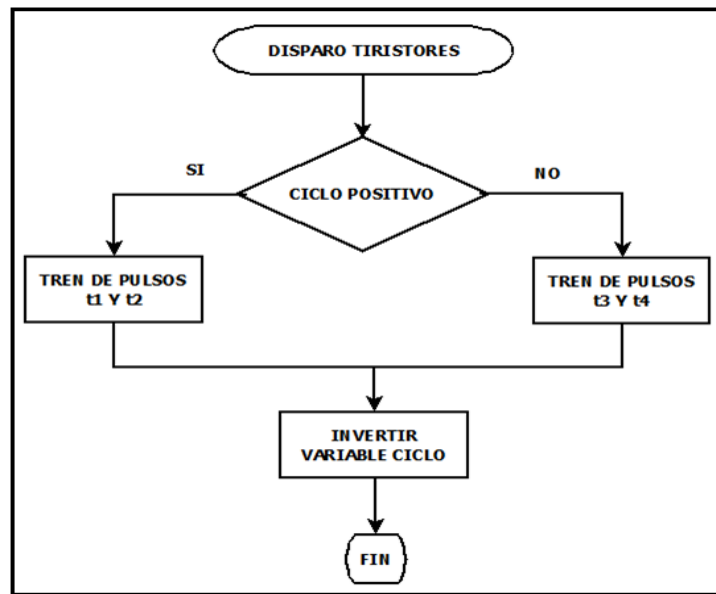 DISPARO TIRISTORES
SI
CICLO POSITIVO
NO
TREN DE PULSOS
t1 Y t2
TREN DE PULSOS
t3 Y t4
INVERTIR
VARIABLE CICLO
FIN